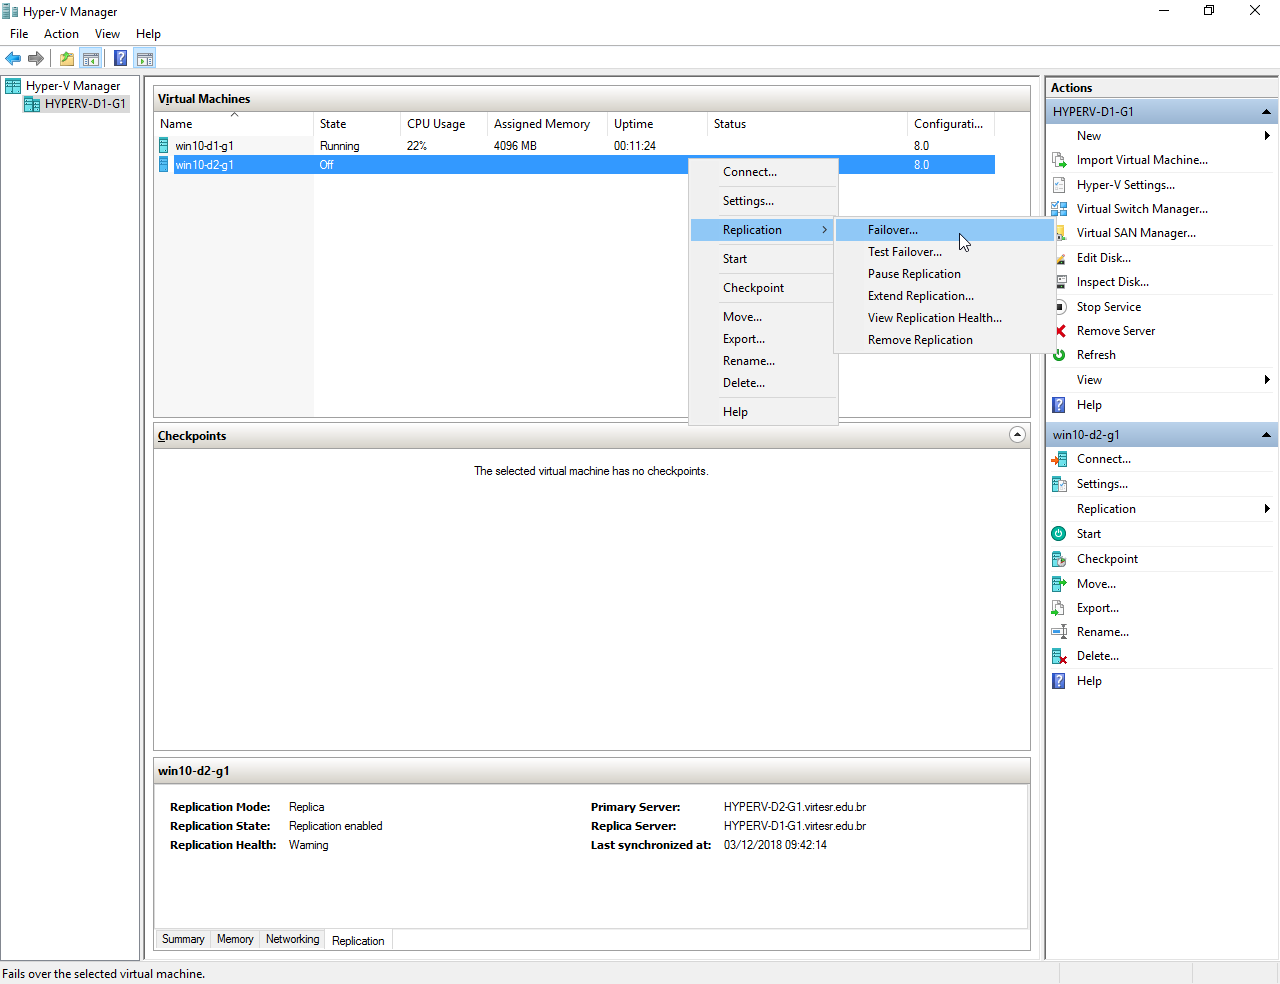 Hyper-V Manager
File Action View Help
Hyper-V Manager
HYPERV-D1-G1
Virtual Machines
Name State CPU Usage Assigned Memory Uptime Status Configurati...
win10-d1-g1 Running 22% 4096 MB 00:11:24 8.0
win10-d2-g1 Off 8.0
Connect...
Settings...
Replication
Start
Checkpoint
Move...
Export...
Rename...
Delete...
Help
Failover...
Test Failover...
Pause Replication
Extend Replication...
View Replication Health...
Remove Replication
Checkpoints
The selected virtual machine has no checkpoints.
win10-d2-g1
Replication Mode: Replica
Replication State: Replication enabled
Replication Health: Warning
Primary Server: HYPERV-D2-G1.virtesr.edu.br
Replica Server: HYPERV-D1-G1.virtesr.edu.br
Last synchronized at: 03/12/2018 09:42:14
Summary Memory Networking Replication
Actions
HYPERV-D1-G1
New
Import Virtual Machine...
Hyper-V Settings...
Virtual Switch Manager...
Virtual SAN Manager...
Edit Disk...
Inspect Disk...
Stop Service
Remove Server
Refresh
View
Help
win10-d2-g1
Connect...
Settings...
Replication
Start
Checkpoint
Move...
Export...
Rename...
Delete...
Help
Fails over the selected virtual machine.